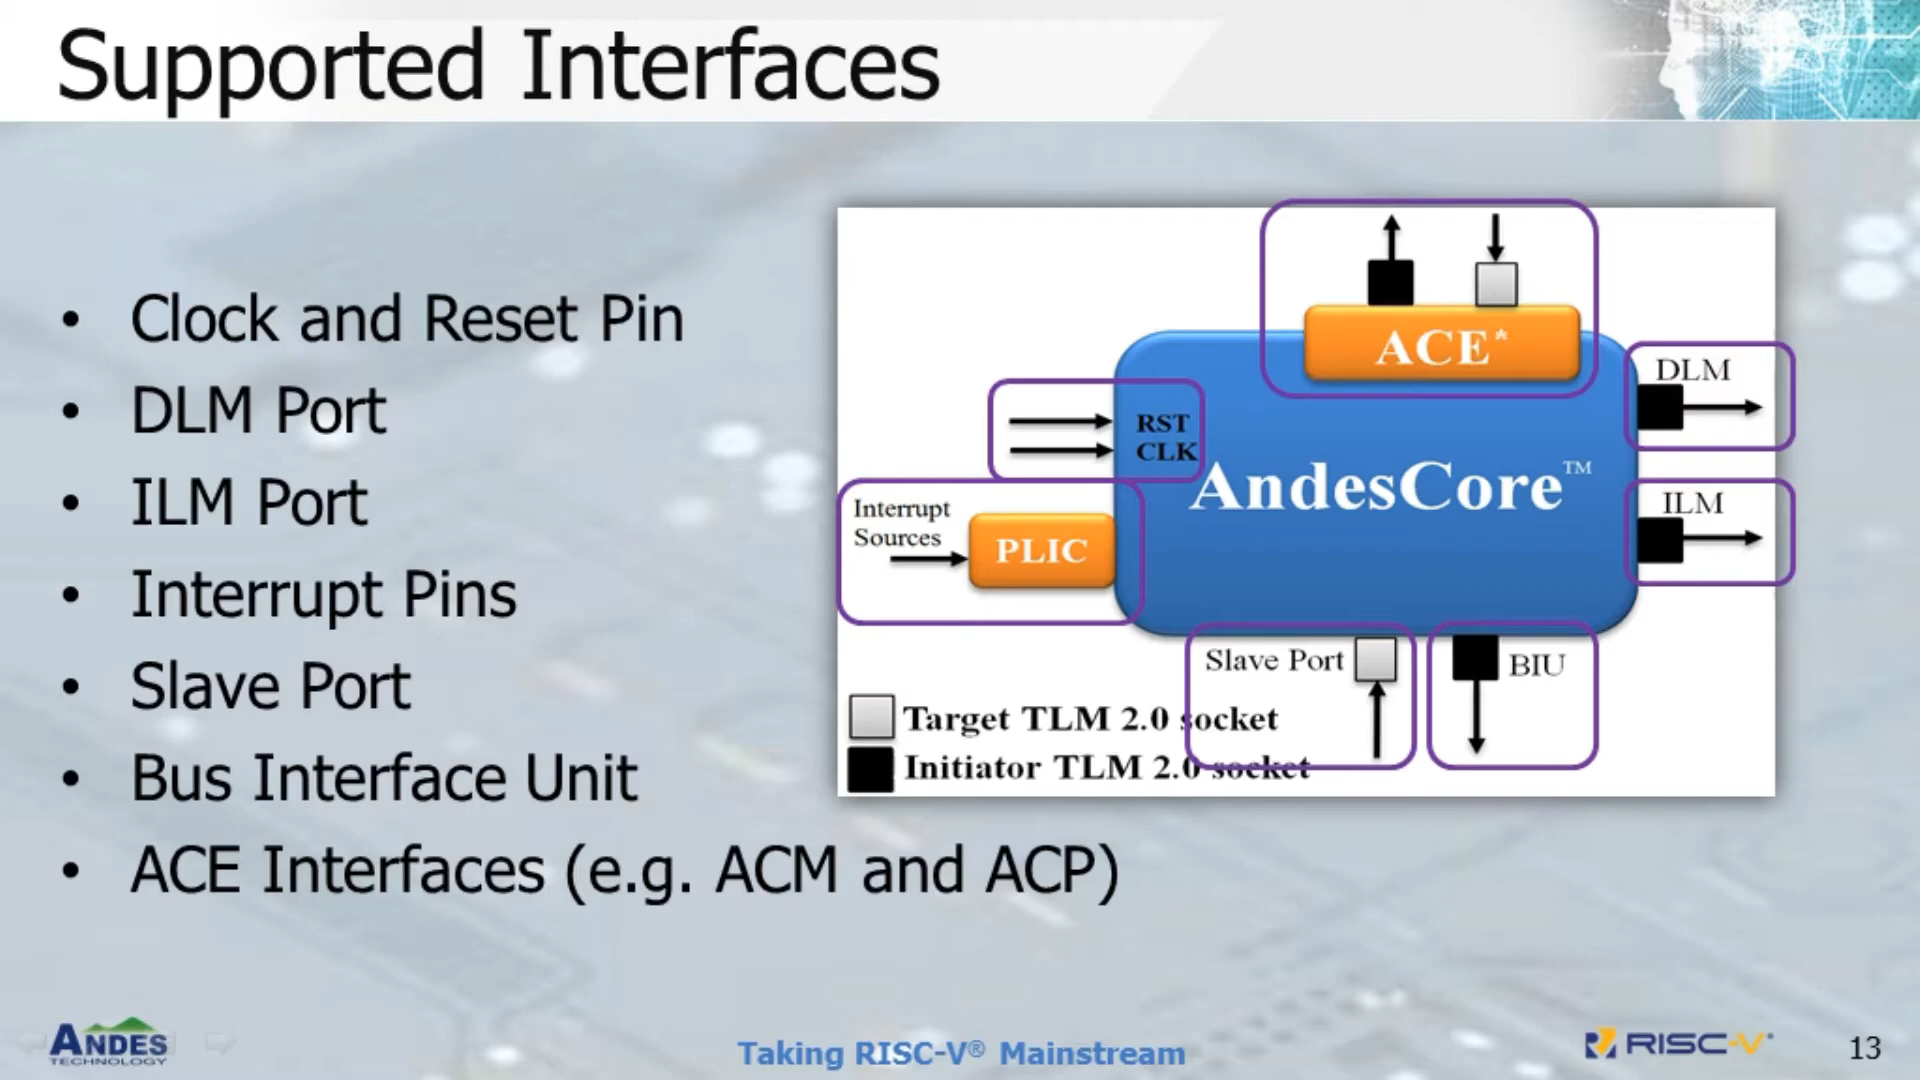 Supported Interfaces
• Clock and Reset Pin
• DLM Port
• ILM Port
• Interrupt Pins
• Slave Port
• Bus Interface Unit
• ACE Interfaces (e.g. ACM and ACP)
ACE*
DLM
RST
CLK
AndesCore™
ILM
Interrupt
Sources
PLIC
Slave Port
BIU
Target TLM 2.0 socket
Initiator TLM 2.0 socket
ANDES
TECHNOLOGY
Taking RISC-V® Mainstream
RISC-V
13